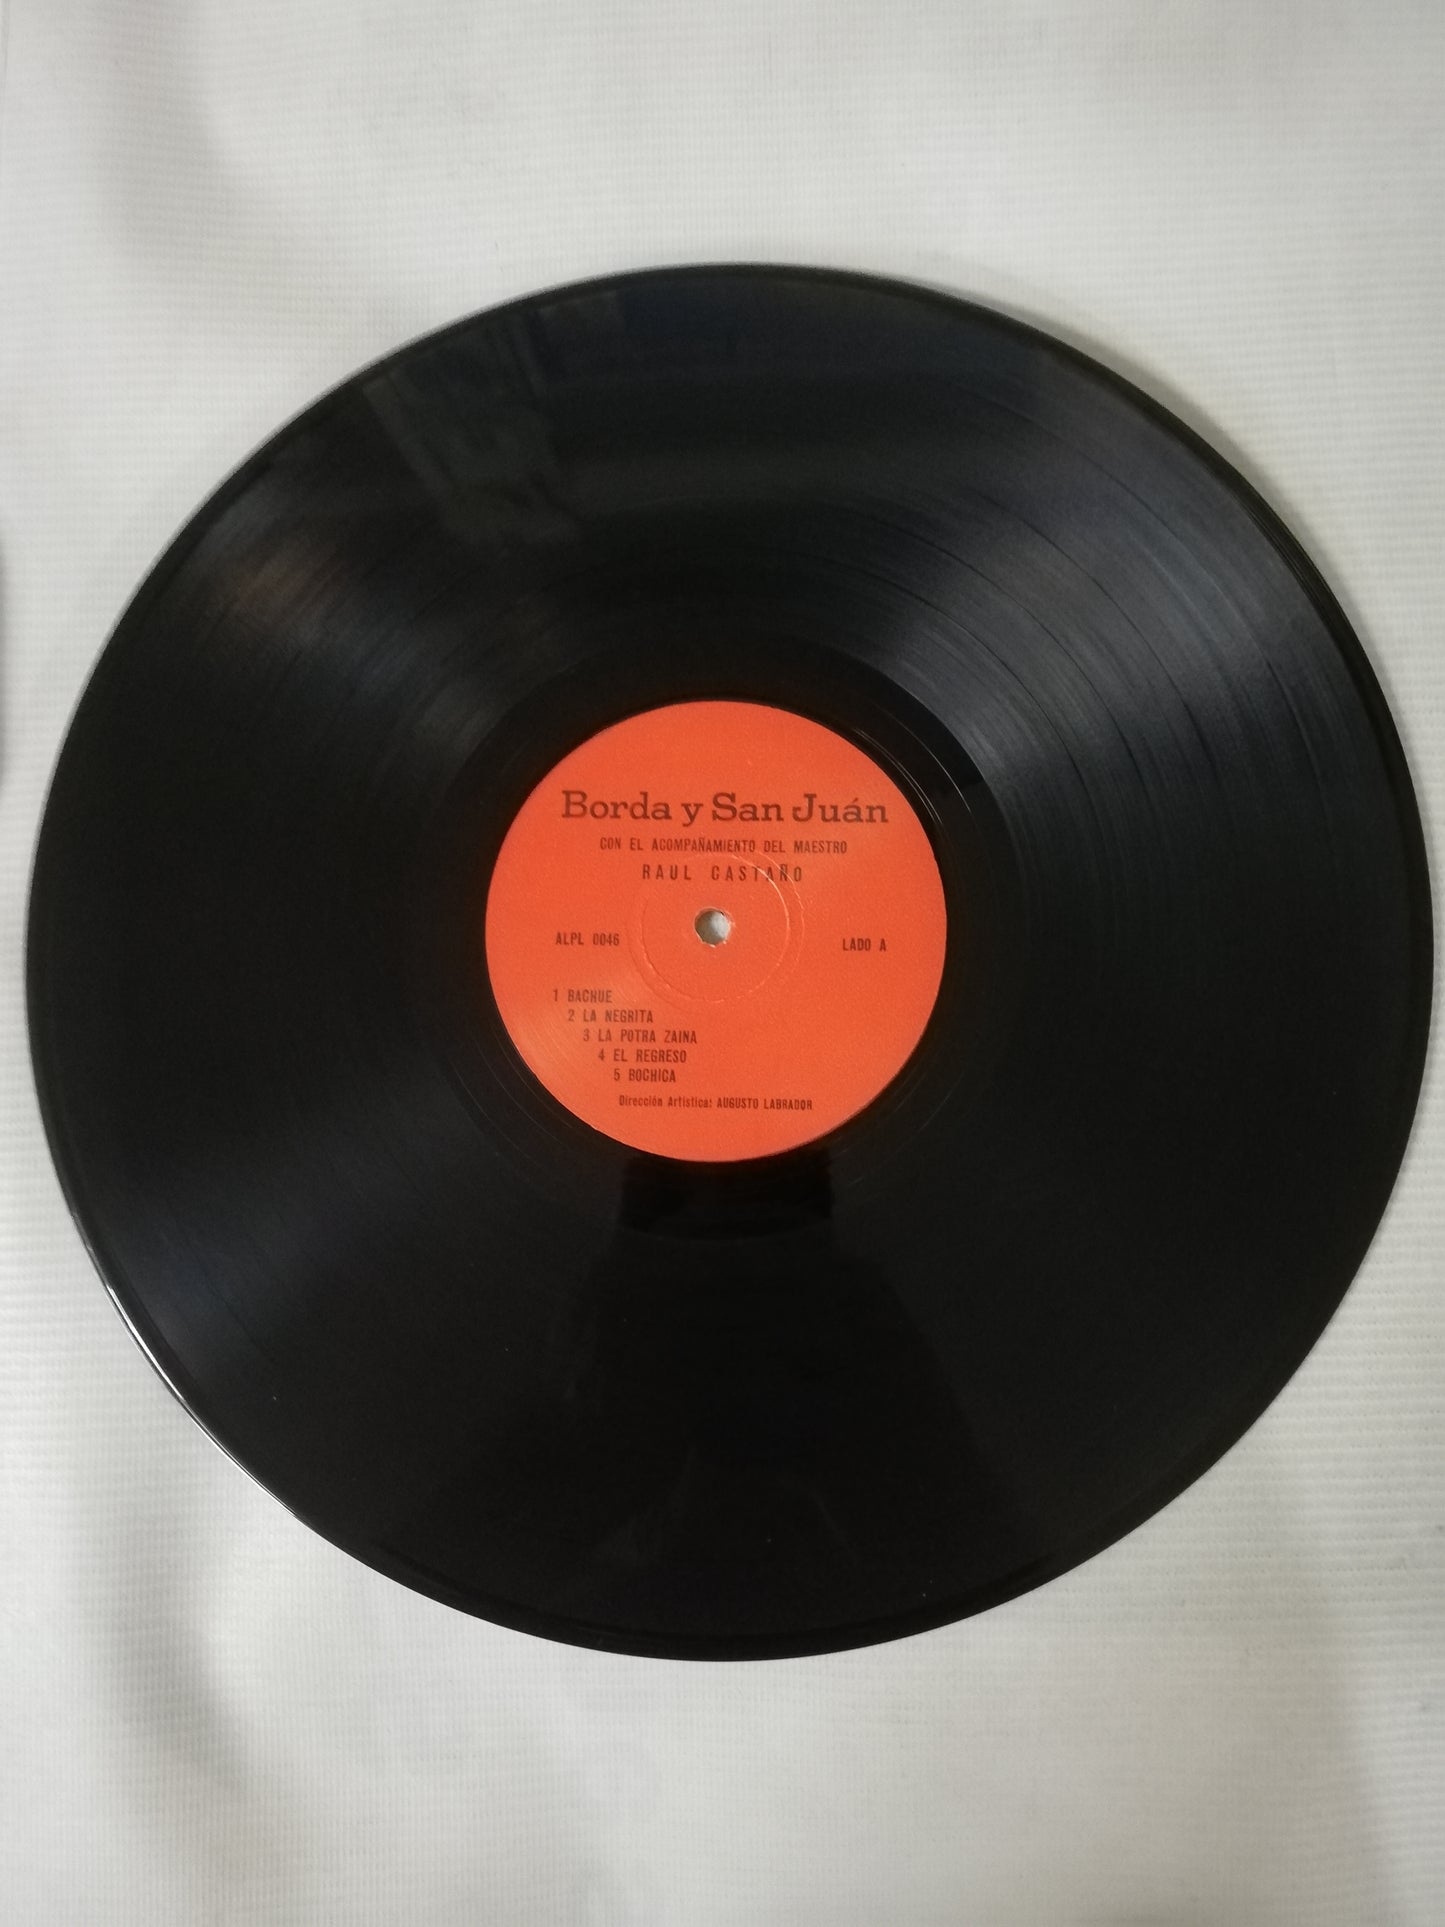 Borda y San Juán
CON EL ACOMPAÑAMIENTO DEL MAESTRO
RAUL CASTAÑO
ALPL 0046
LADO A
1 BACHUE
2 LA NEGRITA
3 LA POTRA ZAINA
4 EL REGRESO
5 BOCHICA
Dirección Artística: AUGUSTO LABRADOR